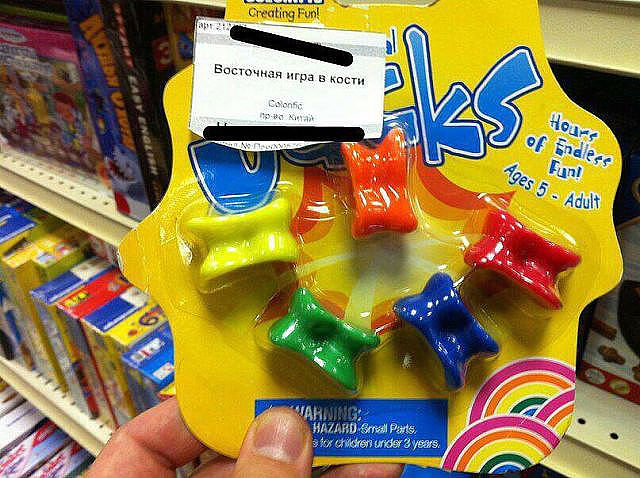 Creating Fun!
Восточная игра в кости
Colorific
пр-во Китай
cks
Hours
of Endless
Fun!
Ages 5 - Adult
WARNING:
HAZARD-Small Parts.
for children under 3 years.